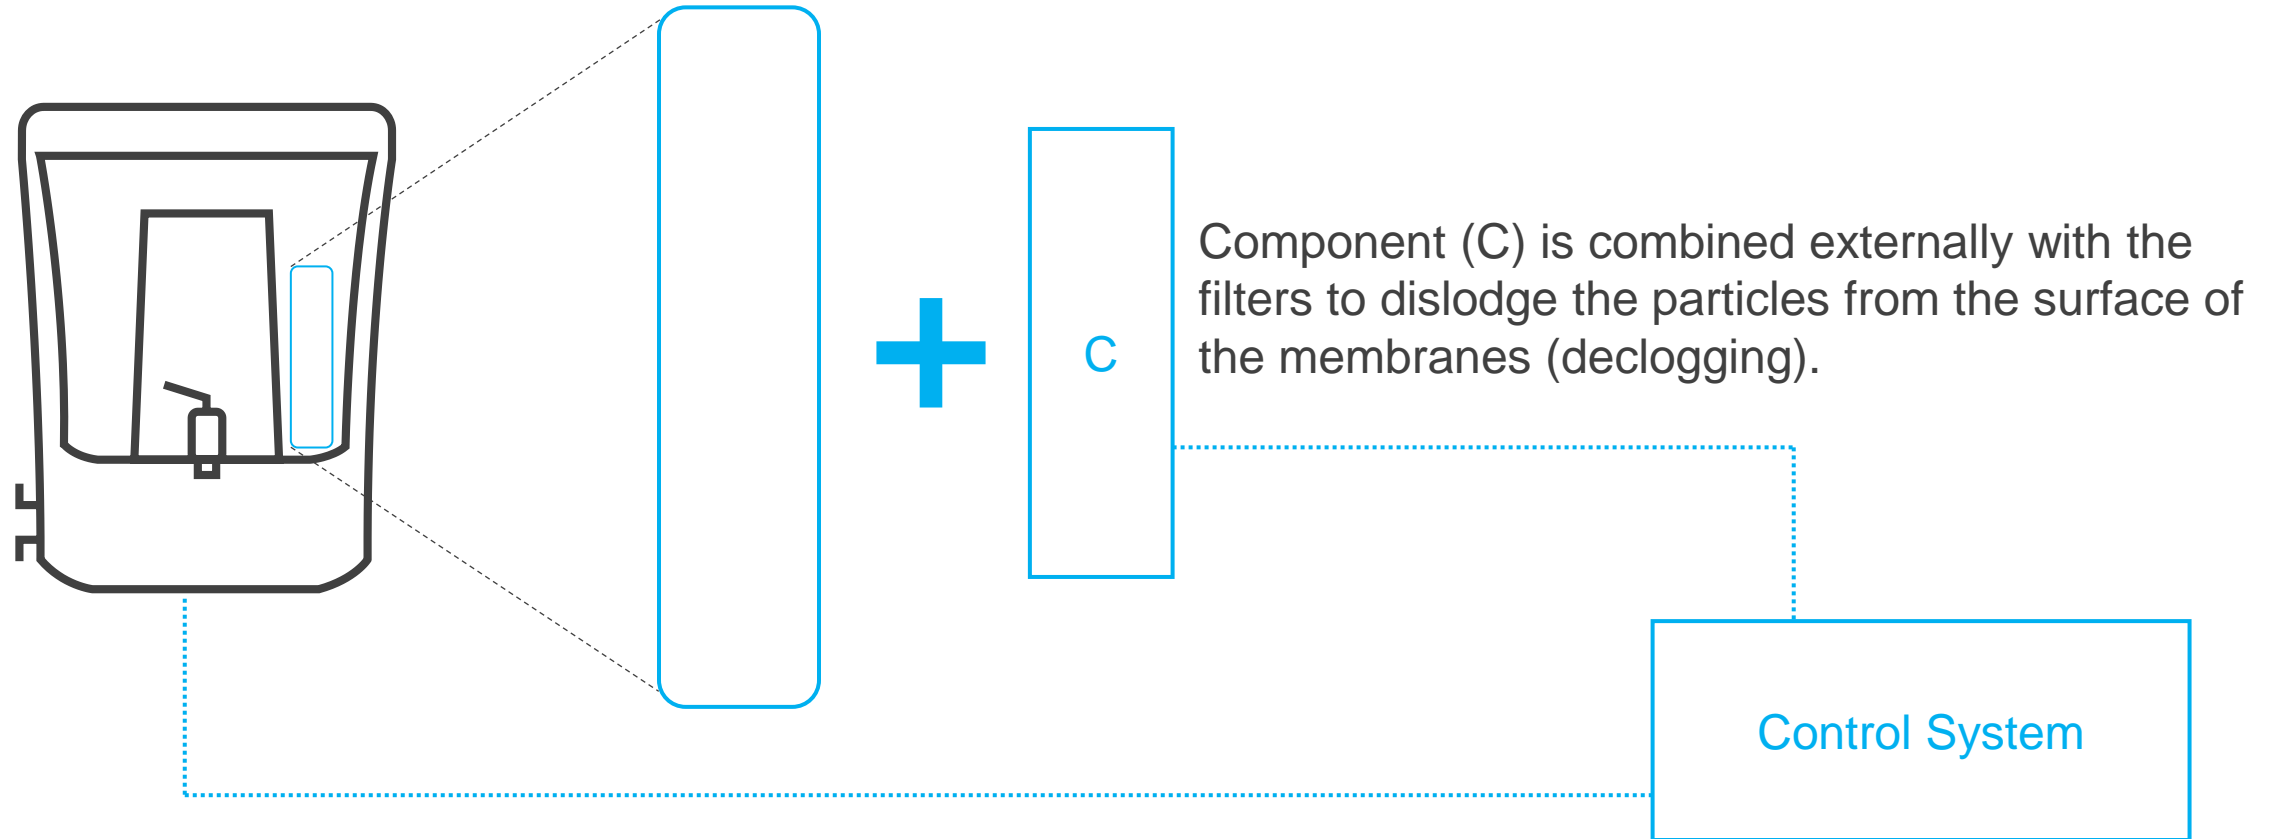 Component (C) is combined externally with the
filters to dislodge the particles from the surface of
the membranes (declogging).
C
Control System